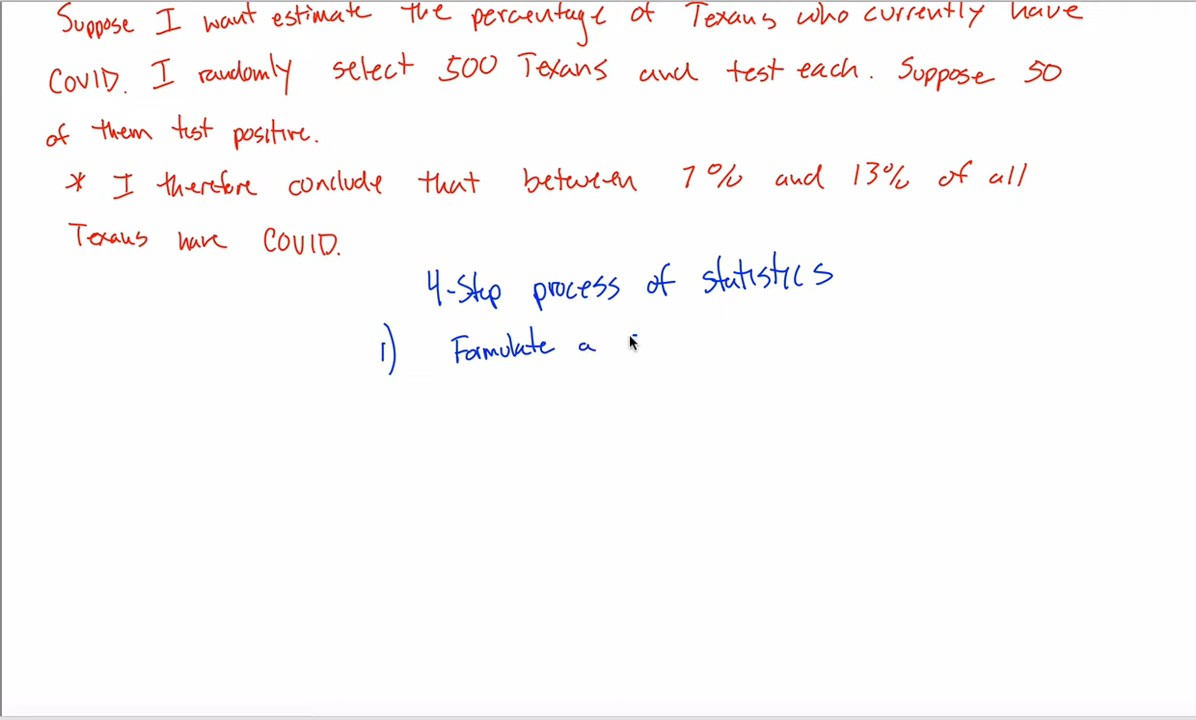 Suppose I want estimate the percentage of Texans who currently have
COVID. I randomly select 500 Texans and test each. Suppose 50
of them test positive.
* I therefore conclude that between 7% and 13% of all
Texans have COVID.
4-Step process of statistics
1) Formulate a